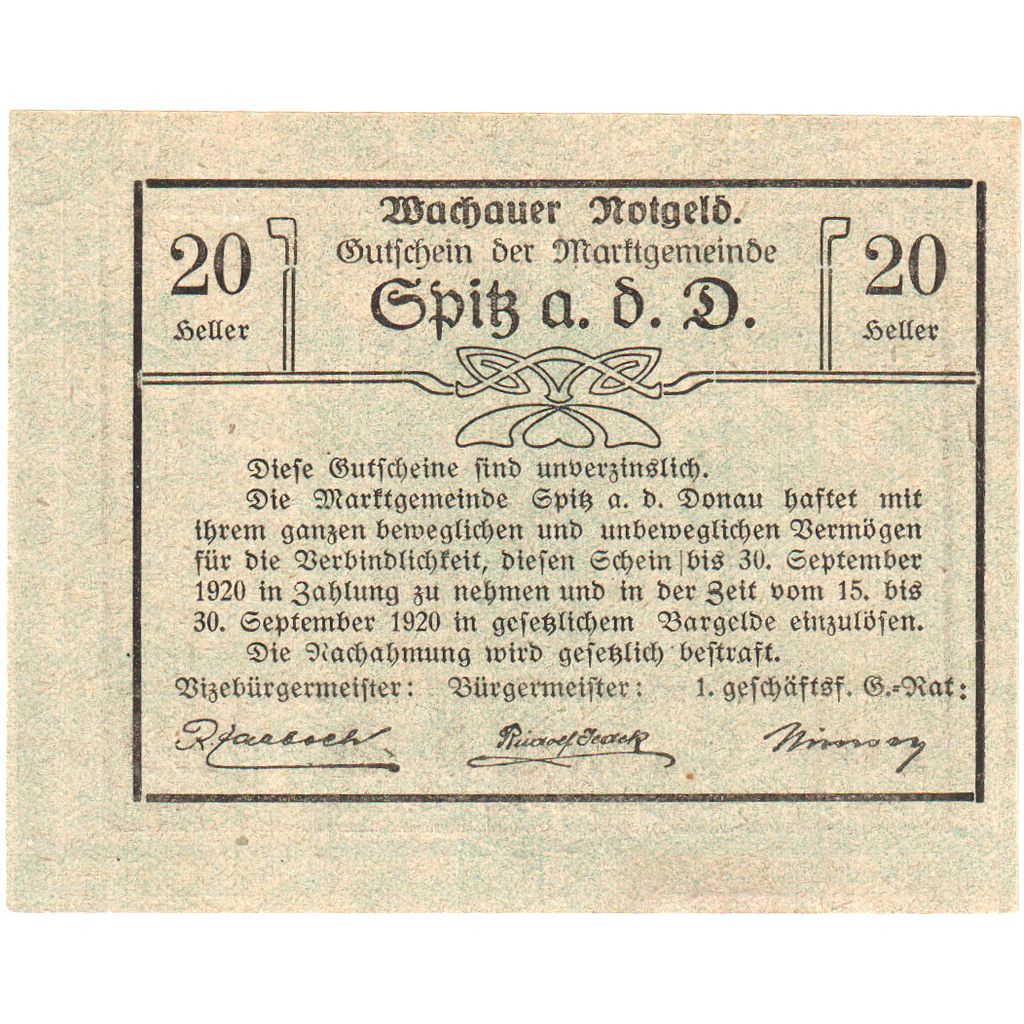 Wachauer Notgeld.
Gutschein der Marktgemeinde
Spitz a. d. D.
20
Heller
20
Heller
Diese Gutscheine sind unverzinslich.
Die Marktgemeinde Spitz a. d. Donau haftet mit
ihrem ganzen beweglichen und unbeweglichen Vermögen
für die Verbindlichkeit, diesen Schein bis 30. September
1920 in Zahlung zu nehmen und in der Zeit vom 15. bis
30. September 1920 in gesetzlichem Bargelde einzulösen.
Die Nachahmung wird gesetzlich bestraft.
Vizebürgermeister: Bürgermeister: 1. geschäftsf. G.-Rat:
Rudolf